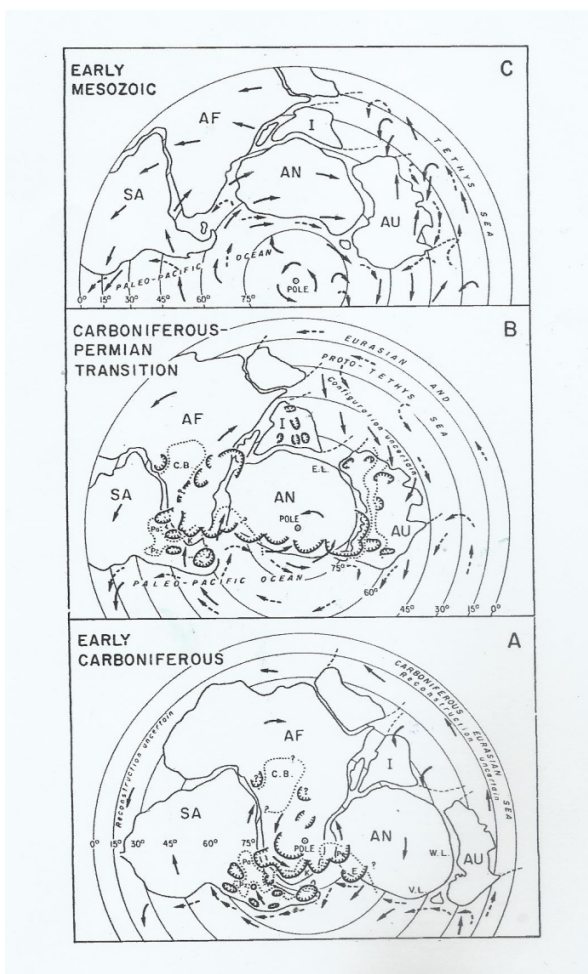 EARLY
MESOZOIC
C
AF
I
AN
SA
AU
TETHYS SEA
PALEO-PACIFIC OCEAN
POLE
0° 15° 30° 45° 60° 75°
CARBONIFEROUS-
PERMIAN
TRANSITION
B
EURASIAN AND
PROTO-TETHYS SEA
Configuration uncertain
AF
I
C.B.
E.L.
SA
AN
POLE
AU
Pa
K
75°
60°
45° 30° 15° 0°
PALEO-PACIFIC OCEAN
EARLY
CARBONIFEROUS
A
CARBONIFEROUS EURASIAN SEA
Reconstruction uncertain
Reconstruction uncertain
AF
?
C.B.
?
?
?
I
SA
AN
0° 15° 30° 45° 60° 75°
POLE
W.L.
AU
Pa
K
E
?
V.L.